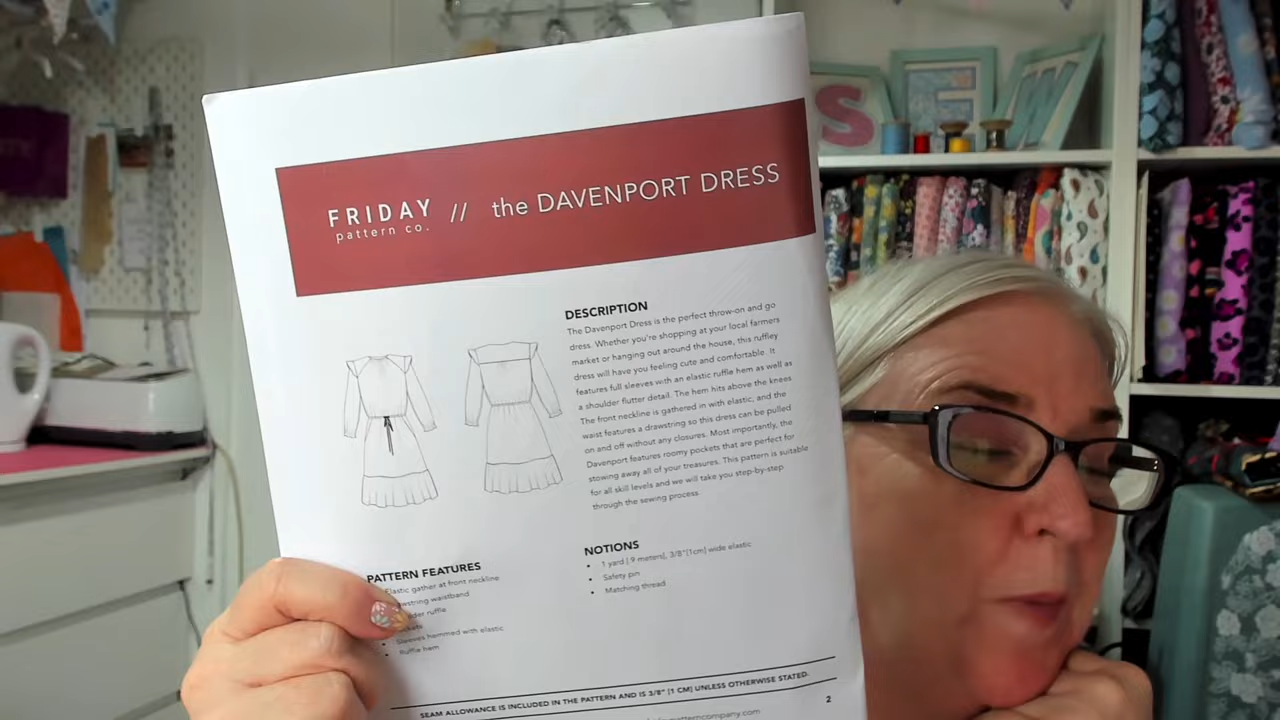 S E W
FRIDAY // the DAVENPORT DRESS
pattern co.
DESCRIPTION
The Davenport Dress is the perfect throw-on and go
dress. Whether you're shopping at your local farmers
market or hanging out around the house, this ruffley
dress will have you feeling cute and comfortable. It
features full sleeves with an elastic ruffle hem as well as
a shoulder flutter detail. The hem hits above the knees
The front neckline is gathered in with elastic, and the
waist features a drawstring so this dress can be pulled
on and off without any closures. Most importantly, the
Davenport features roomy pockets that are perfect for
stowing away all of your treasures. This pattern is suitable
for all skill levels and we will take you step-by-step
through the sewing process.
PATTERN FEATURES
Elastic gather at front neckline
waistband
ruffle
• Sleeves hemmed with elastic
• Ruffle hem
NOTIONS
• 1 yard [.9 meters], 3/8"[1cm] wide elastic
• Safety pin
• Matching thread
SEAM ALLOWANCE IS INCLUDED IN THE PATTERN AND IS 3/8" [1 CM] UNLESS OTHERWISE STATED.
2